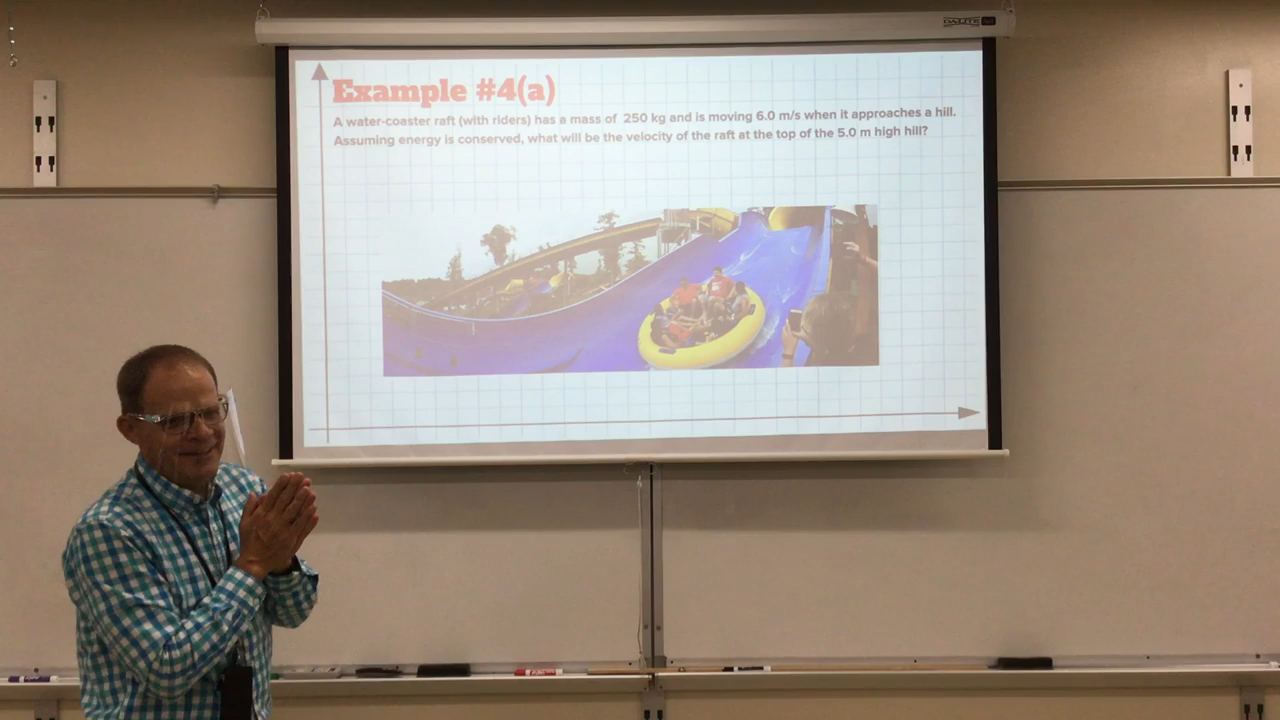 DA-LITE
Example #4(a)
A water-coaster raft (with riders) has a mass of 250 kg and is moving 6.0 m/s when it approaches a hill.
Assuming energy is conserved, what will be the velocity of the raft at the top of the 5.0 m high hill?